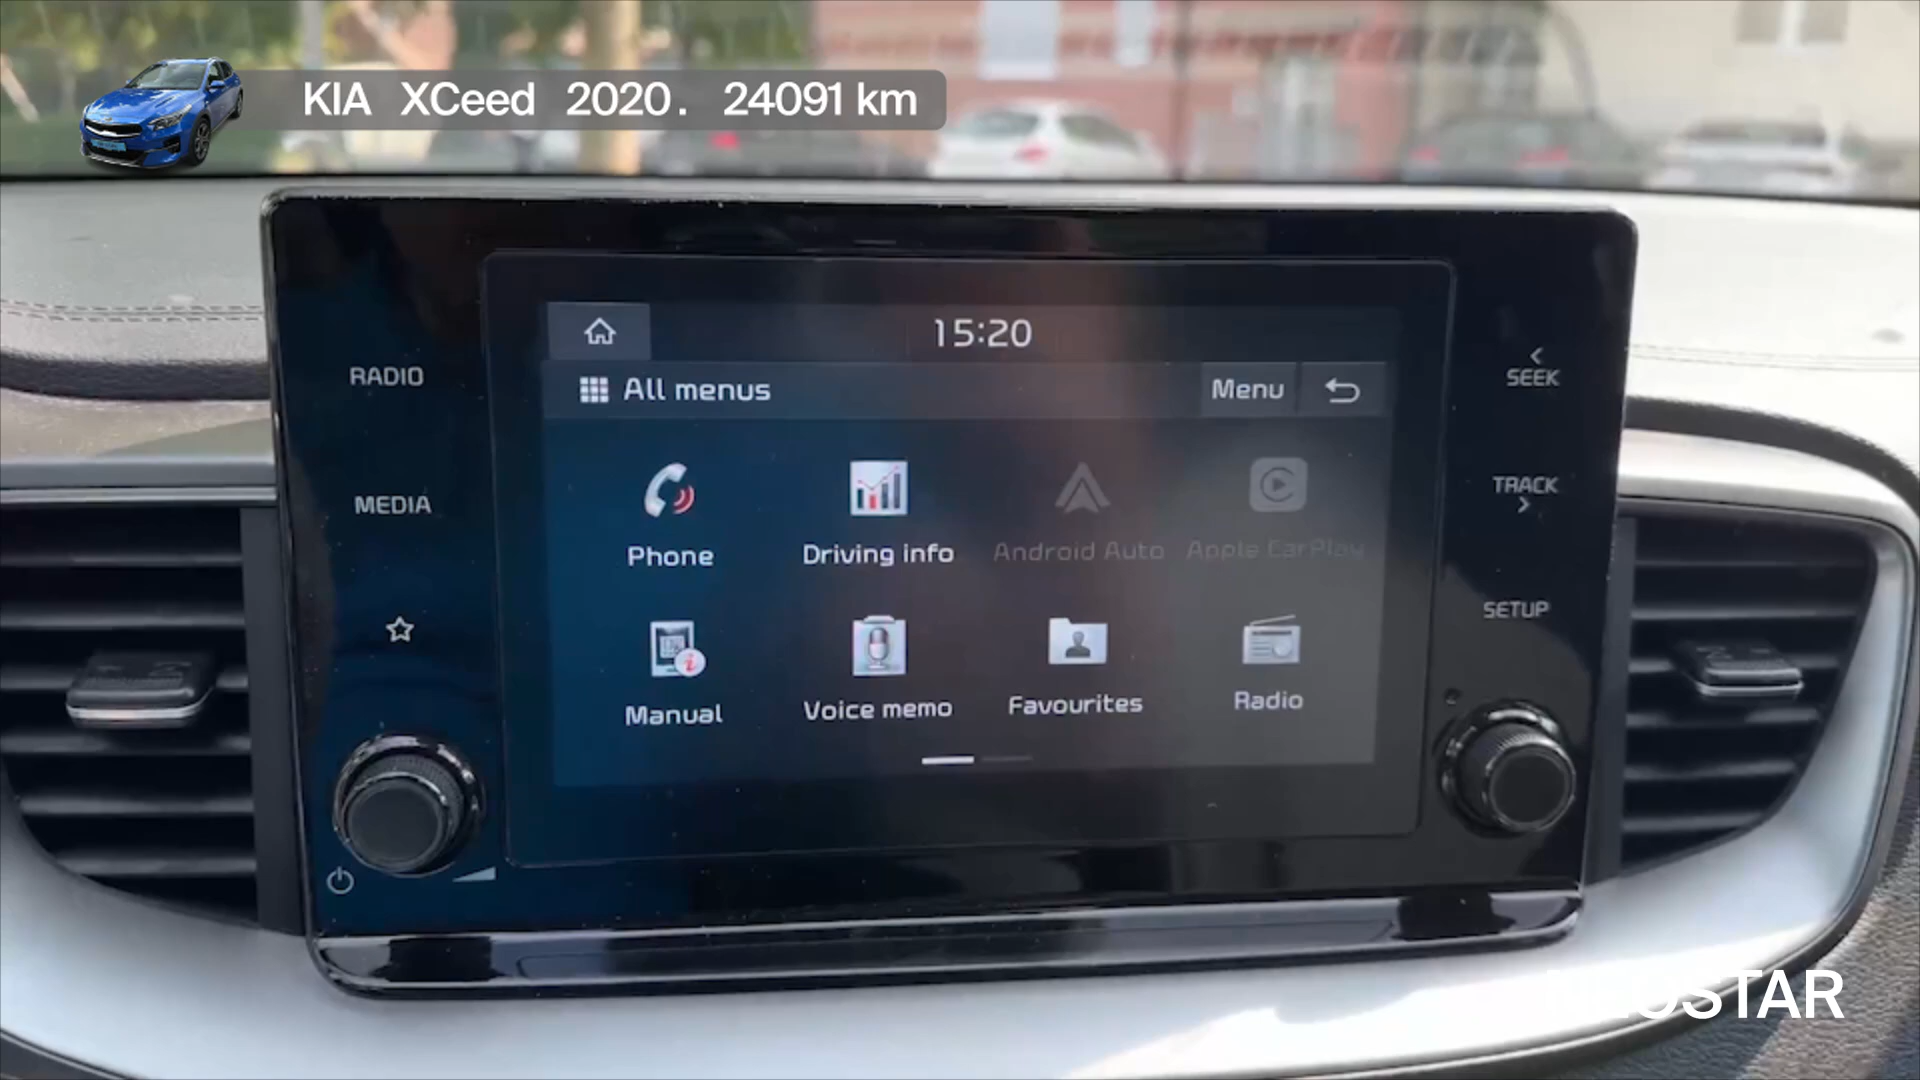 KIA XCeed 2020. 24091 km
15:20
All menus
Menu
RADIO
MEDIA
SEEK
TRACK
SETUP
Phone
Driving info
Android Auto
Apple CarPlay
Manual
Voice memo
Favourites
Radio